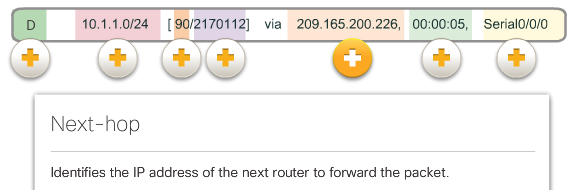 D 10.1.1.0/24 [ 90/2170112] via 209.165.200.226, 00:00:05, Serial0/0/0
Next-hop
Identifies the IP address of the next router to forward the packet.